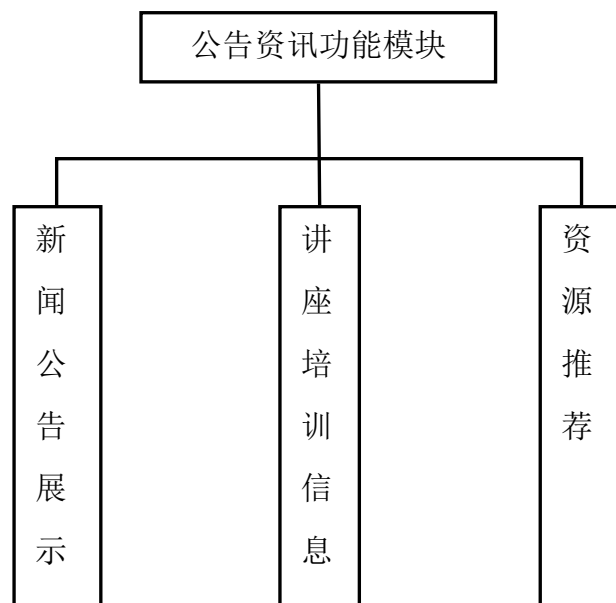 公告资讯功能模块
新闻公告展示
讲座培训信息
资源推荐